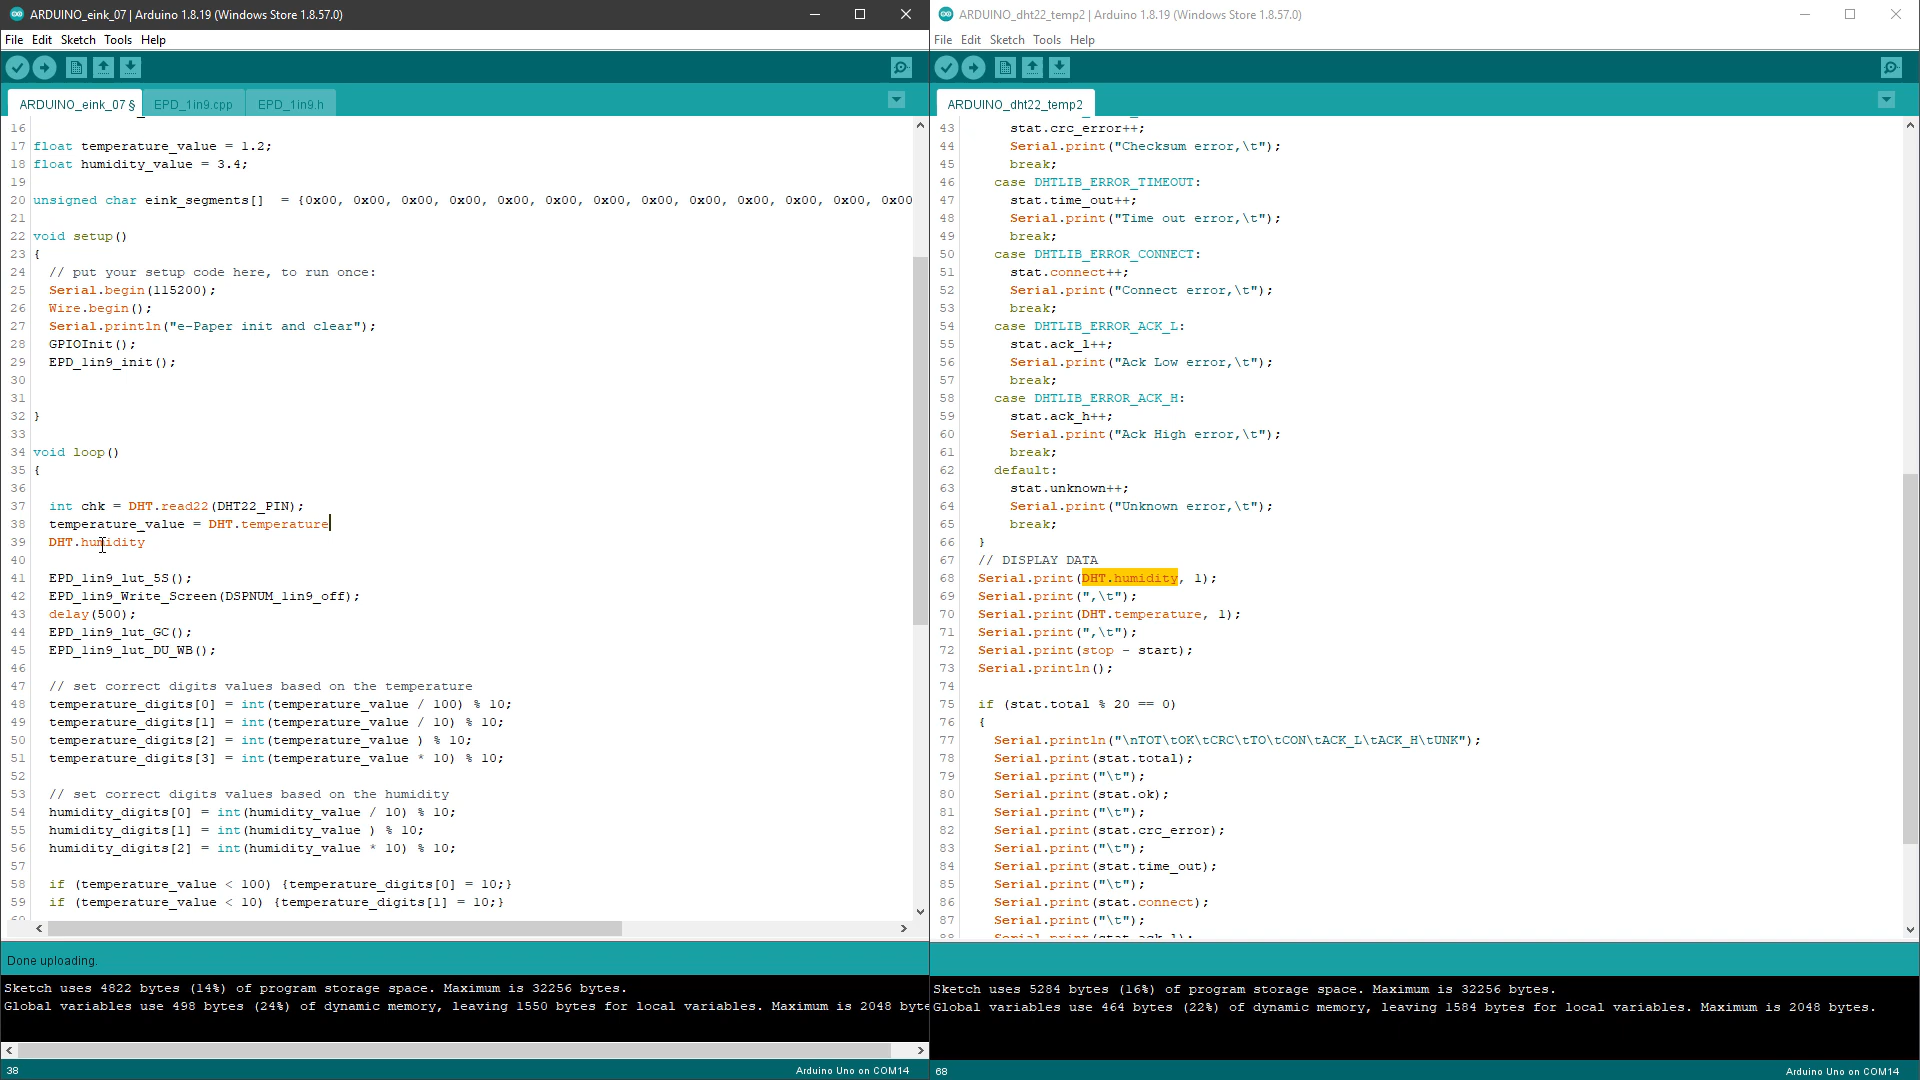 ARDUINO_eink_07 | Arduino 1.8.19 (Windows Store 1.8.57.0)
File Edit Sketch Tools Help
ARDUINO_eink_07 § EPD_1in9.cpp EPD_1in9.h
16
17 float temperature_value = 1.2;
18 float humidity_value = 3.4;
19
20 unsigned char eink_segments[]  = {0x00, 0x00, 0x00, 0x00, 0x00, 0x00, 0x00, 0x00, 0x00, 0x00, 0x00, 0x00, 0x00
21
22 void setup()
23 {
24 // put your setup code here, to run once:
25 Serial.begin(115200);
26 Wire.begin();
27 Serial.println("e-Paper init and clear");
28 GPIOInit();
29 EPD_1in9_init();
30
31
32 }
33
34 void loop()
35 {
36
37 int chk = DHT.read22(DHT22_PIN);
38 temperature_value = DHT.temperature
39 DHT.humidity
40
41 EPD_1in9_lut_5S();
42 EPD_1in9_Write_Screen(DSPNUM_1in9_off);
43 delay(500);
44 EPD_1in9_lut_GC();
45 EPD_1in9_lut_DU_WB();
46
47 // set correct digits values based on the temperature
48 temperature_digits[0] = int(temperature_value / 100) % 10;
49 temperature_digits[1] = int(temperature_value / 10) % 10;
50 temperature_digits[2] = int(temperature_value ) % 10;
51 temperature_digits[3] = int(temperature_value * 10) % 10;
52
53 // set correct digits values based on the humidity
54 humidity_digits[0] = int(humidity_value / 10) % 10;
55 humidity_digits[1] = int(humidity_value ) % 10;
56 humidity_digits[2] = int(humidity_value * 10) % 10;
57
58 if (temperature_value < 100) {temperature_digits[0] = 10;}
59 if (temperature_value < 10) {temperature_digits[1] = 10;}
60
Done uploading.
Sketch uses 4822 bytes (14%) of program storage space. Maximum is 32256 bytes.
Global variables use 498 bytes (24%) of dynamic memory, leaving 1550 bytes for local variables. Maximum is 2048 byte
38 Arduino Uno on COM14
ARDUINO_dht22_temp2 | Arduino 1.8.19 (Windows Store 1.8.57.0)
File Edit Sketch Tools Help
ARDUINO_dht22_temp2
43 stat.crc_error++;
44 Serial.print("Checksum error,\t");
45 break;
46 case DHTLIB_ERROR_TIMEOUT:
47 stat.time_out++;
48 Serial.print("Time out error,\t");
49 break;
50 case DHTLIB_ERROR_CONNECT:
51 stat.connect++;
52 Serial.print("Connect error,\t");
53 break;
54 case DHTLIB_ERROR_ACK_L:
55 stat.ack_l++;
56 Serial.print("Ack Low error,\t");
57 break;
58 case DHTLIB_ERROR_ACK_H:
59 stat.ack_h++;
60 Serial.print("Ack High error,\t");
61 break;
62 default:
63 stat.unknown++;
64 Serial.print("Unknown error,\t");
65 break;
66 }
67 // DISPLAY DATA
68 Serial.print(DHT.humidity, 1);
69 Serial.print(",\t");
70 Serial.print(DHT.temperature, 1);
71 Serial.print(",\t");
72 Serial.print(stop - start);
73 Serial.println();
74
75 if (stat.total % 20 == 0)
76 {
77 Serial.println("\nTOT\tOK\tCRC\tTO\tCON\tACK_L\tACK_H\tUNK");
78 Serial.print(stat.total);
79 Serial.print("\t");
80 Serial.print(stat.ok);
81 Serial.print("\t");
82 Serial.print(stat.crc_error);
83 Serial.print("\t");
84 Serial.print(stat.time_out);
85 Serial.print("\t");
86 Serial.print(stat.connect);
87 Serial.print("\t");
88 Serial.print(stat.ack_l);
Sketch uses 5284 bytes (16%) of program storage space. Maximum is 32256 bytes.
Global variables use 464 bytes (22%) of dynamic memory, leaving 1584 bytes for local variables. Maximum is 2048 bytes.
68 Arduino Uno on COM14